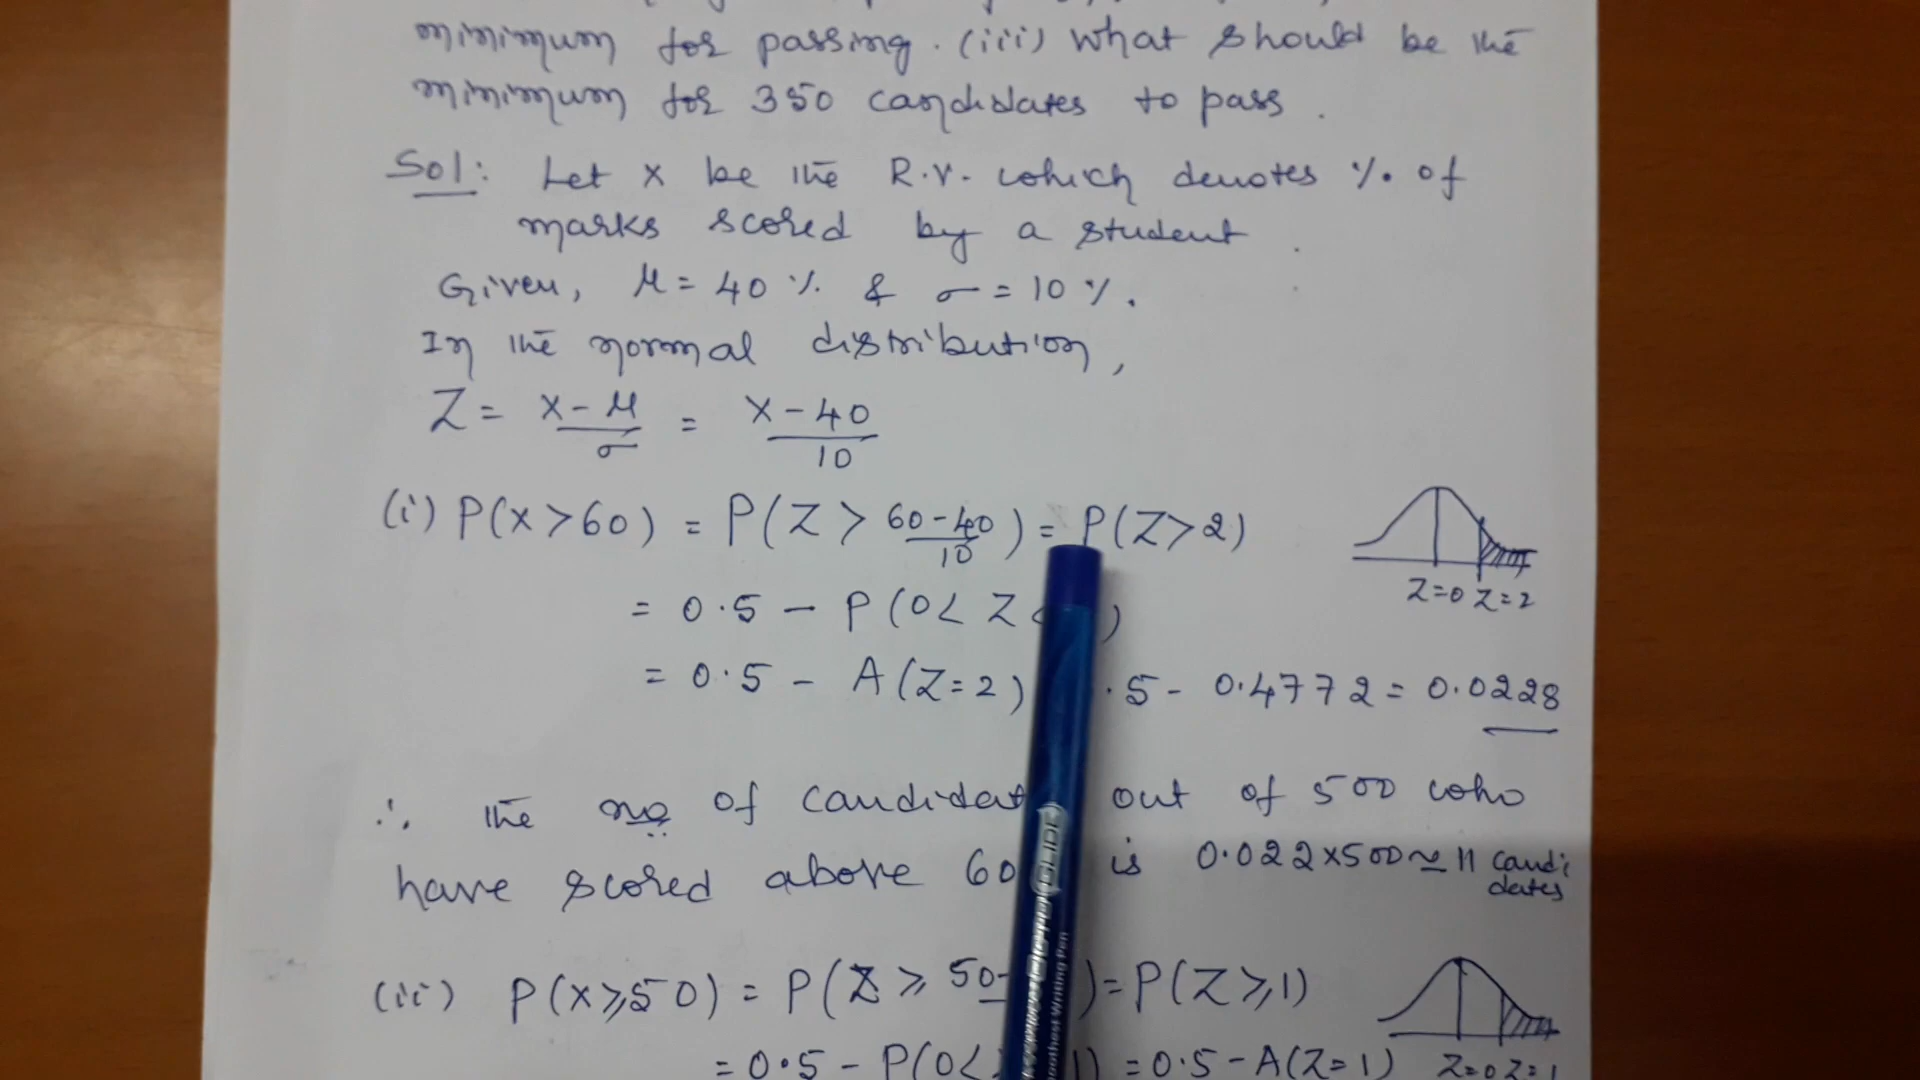 minimum for passing. (iii) what should be the
minimum for 350 candidates to pass.
Sol: Let x be the R.V. which denotes %. of
marks scored by a student.
Given, μ = 40 %. & σ = 10 %.
In the normal distribution,
Z = x-μ/σ = x-40/10
(i) P(x>60) = P(Z > 60-40/10) = P(Z>2)
Z=0 Z=2
= 0.5 - P(0< Z < )
= 0.5 - A(Z=2) .5 - 0.4772 = 0.0228
∴ the no of candidat out of 500 who
have scored above 60 is 0.022x500 ≃ 11 candi
dates
(ii) P(x⩾50) = P(Z ⩾ 50- ) = P(Z⩾1)
= 0.5 - P(0< 1) = 0.5 - A(Z=1) Z=0 Z=1